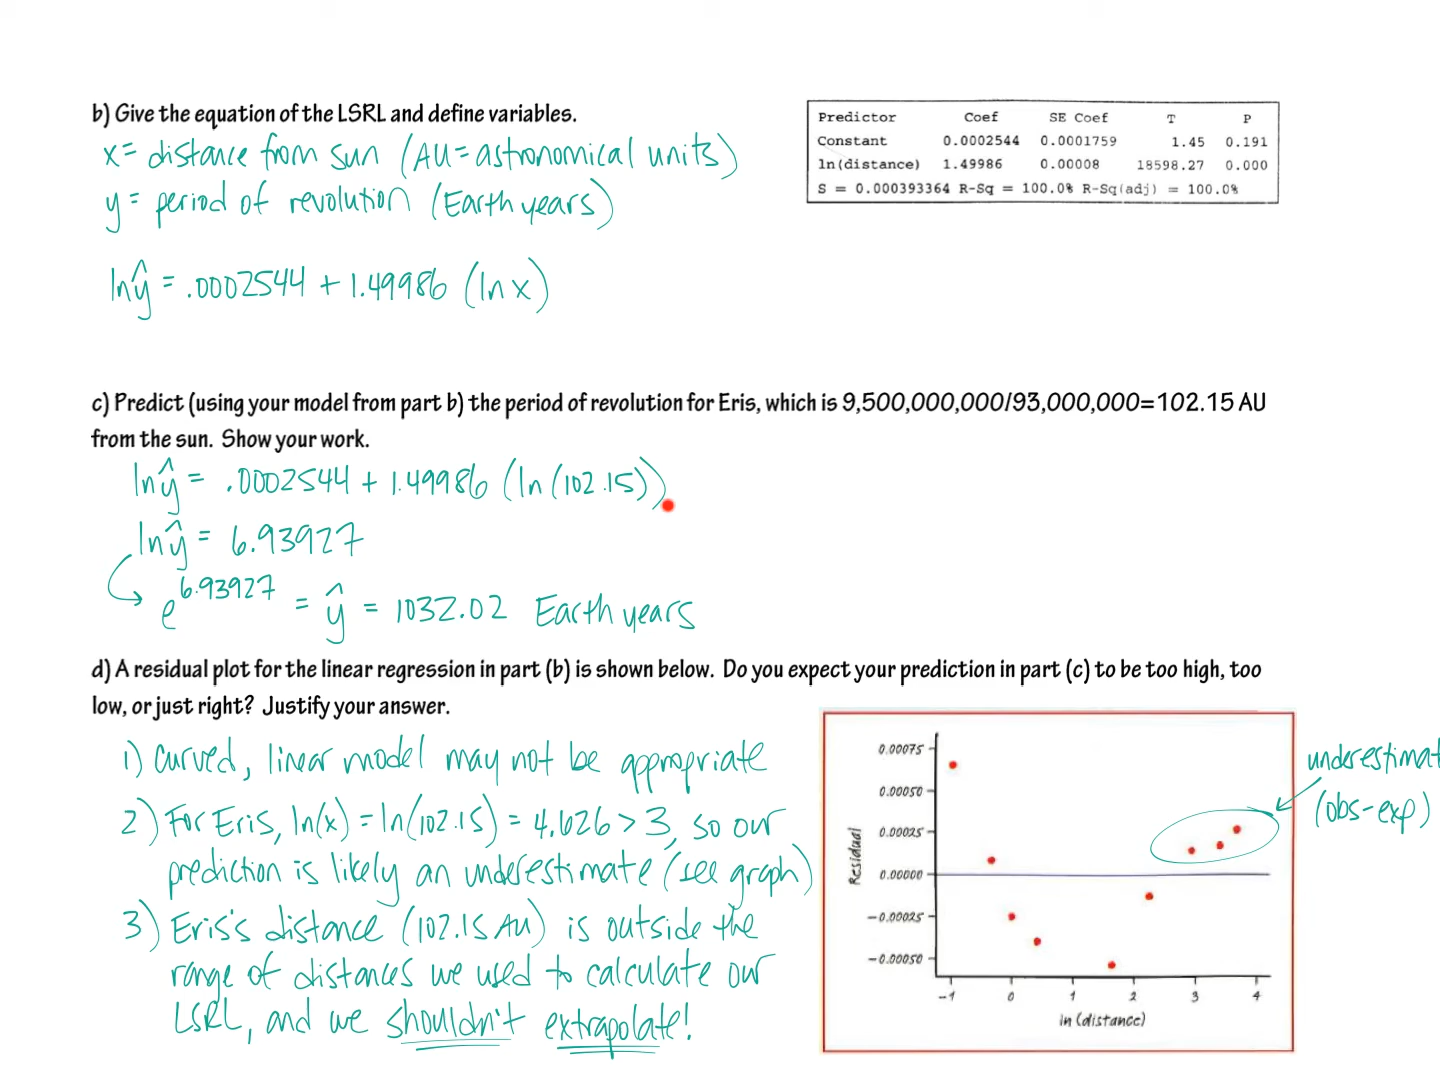 b) Give the equation of the LSRL and define variables.
x = distance from sun (AU = astronomical units)
y = period of revolution (Earth years)
ln ŷ = .0002544 + 1.49986 (ln x)
Predictor Coef SE Coef T P
Constant 0.0002544 0.0001759 1.45 0.191
ln(distance) 1.49986 0.00008 18598.27 0.000
S = 0.000393364 R-Sq = 100.0% R-Sq(adj) = 100.0%
c) Predict (using your model from part b) the period of revolution for Eris, which is 9,500,000,000/93,000,000=102.15 AU
from the sun. Show your work.
ln ŷ = .0002544 + 1.49986 (ln (102.15))
ln ŷ = 6.93927
e^6.93927 = ŷ = 1032.02 Earth years
d) A residual plot for the linear regression in part (b) is shown below. Do you expect your prediction in part (c) to be too high, too
low, or just right? Justify your answer.
1) Curved, linear model may not be appropriate
2) For Eris, ln(x) = ln(102.15) = 4.626 > 3, so our
prediction is likely an underestimate (see graph)
3) Eris's distance (102.15 AU) is outside the
range of distances we used to calculate our
LSRL, and we shouldn't extrapolate!
underestimat
(obs-exp)
0.00075
0.00050
0.00025
0.00000
-0.00025
-0.00050
Residual
-1 0 1 2 3 4
ln (distance)